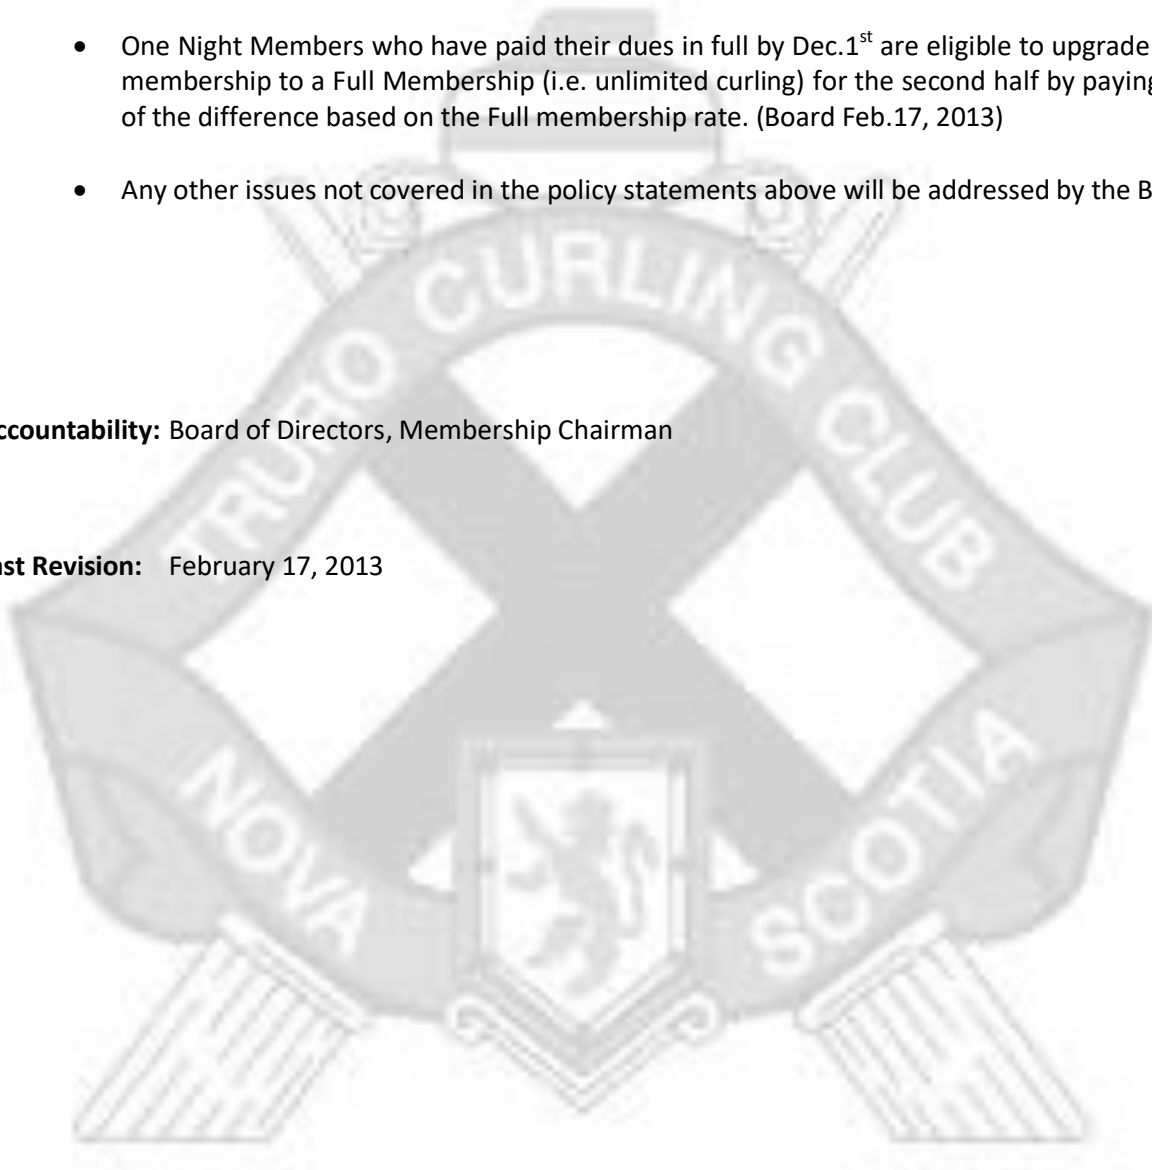 • One Night Members who have paid their dues in full by Dec.1st are eligible to upgrade
membership to a Full Membership (i.e. unlimited curling) for the second half by paying
of the difference based on the Full membership rate. (Board Feb.17, 2013)
• Any other issues not covered in the policy statements above will be addressed by the B
TRURO CURLING CLUB
ccountability: Board of Directors, Membership Chairman
st Revision: February 17, 2013
NOVA SCOTIA